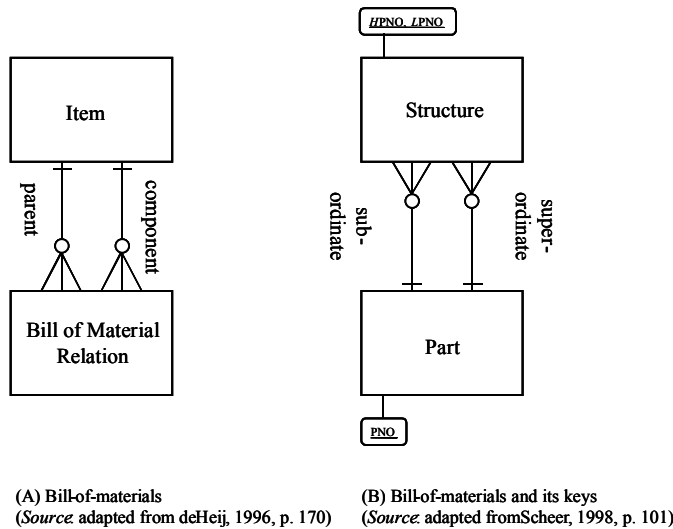 HPNO, LPNO
Item
Structure
parent
component
sub-
ordinate
super-
ordinate
Bill of Material
Relation
Part
PNO
(A) Bill-of-materials
(Source: adapted from deHeij, 1996, p. 170)
(B) Bill-of-materials and its keys
(Source: adapted fromScheer, 1998, p. 101)